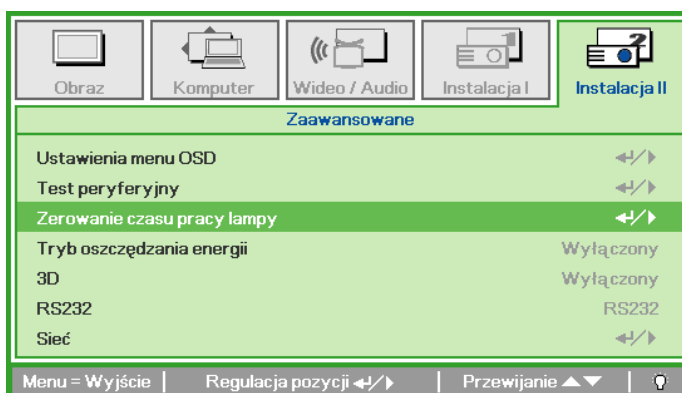 Obraz
Komputer
Wideo / Audio
Instalacja I
Instalacja II
Zaawansowane
Ustawienia menu OSD
Test peryferyjny
Zerowanie czasu pracy lampy
Tryb oszczędzania energii Wyłączony
3D Wyłączony
RS232 RS232
Sieć
Menu = Wyjście Regulacja pozycji Przewijanie